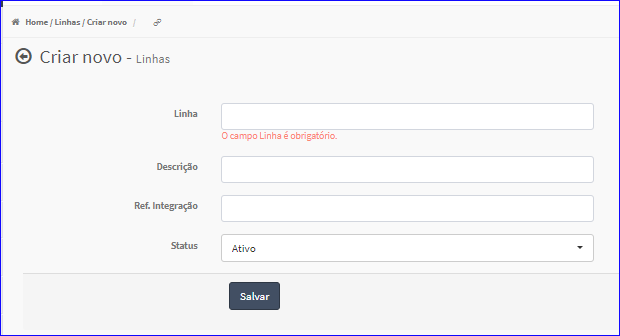 Home / Linhas / Criar novo /
Criar novo - Linhas
Linha
O campo Linha é obrigatório.
Descrição
Ref. Integração
Status
Ativo
Salvar